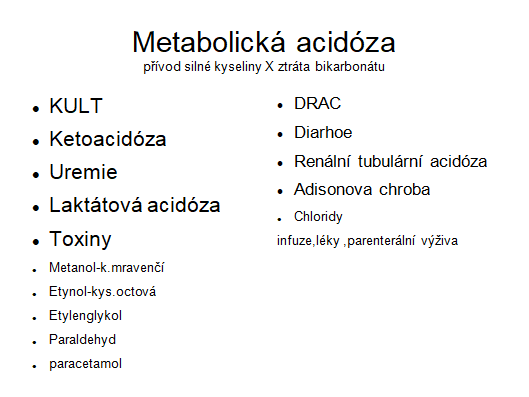 Metabolická acidóza
přívod silné kyseliny X ztráta bikarbonátu
KULT
Ketoacidóza
Uremie
Laktátová acidóza
Toxiny
Metanol-k.mravenčí
Etynol-kys.octová
Etylenglykol
Paraldehyd
paracetamol
DRAC
Diarhoe
Renální tubulární acidóza
Adisonova chroba
Chloridy
infuze,léky ,parenterální výživa